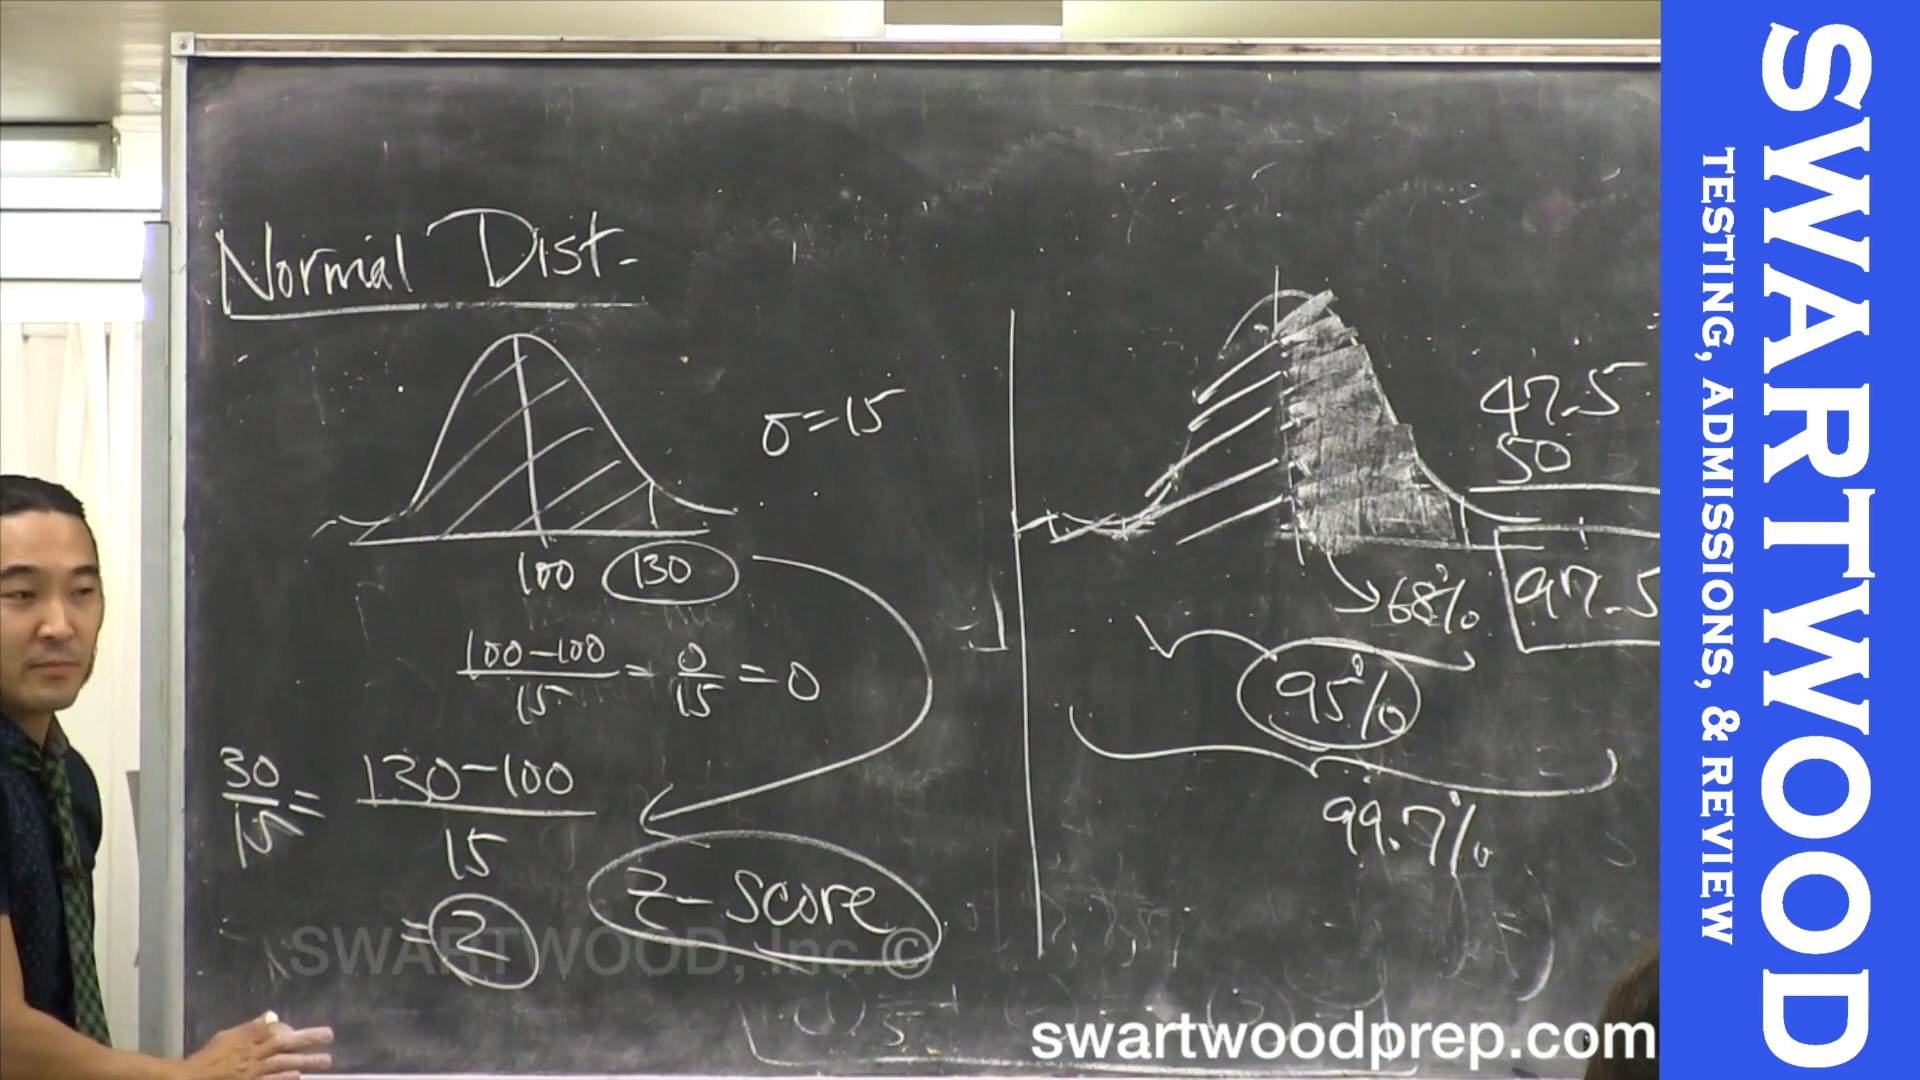 Normal Dist.
σ=15
100 130
100-100 / 15 = 0 / 15 = 0
30 / 15 = 130-100 / 15
=2
z-score
47.5
50
97.5
68%
95%
99.7%
SWARTWOOD, Inc. ©
swartwoodprep.com
SWARTWOOD
TESTING, ADMISSIONS, & REVIEW